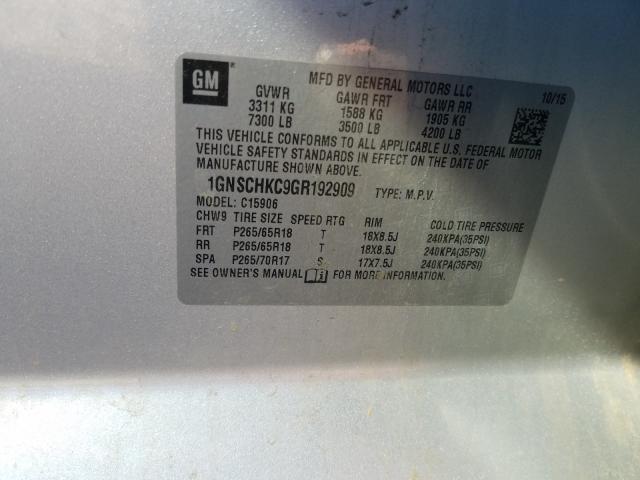 GM
MFD BY GENERAL MOTORS LLC 10/15
GVWR GAWR FRT GAWR RR
3311 KG 1588 KG 1905 KG
7300 LB 3500 LB 4200 LB
THIS VEHICLE CONFORMS TO ALL APPLICABLE U.S. FEDERAL MOTOR
VEHICLE SAFETY STANDARDS IN EFFECT ON THE DATE OF
MANUFACTURE SHOWN ABOVE.
1GNSCHKC9GR192909 TYPE: M.P.V.
MODEL: C15906
CHW9 TIRE SIZE SPEED RTG RIM COLD TIRE PRESSURE
FRT P265/65R18 T 18X8.5J 240KPA(35PSI)
RR P265/65R18 T 18X8.5J 240KPA(35PSI)
SPA P265/70R17 S 17X7.5J 240KPA(35PSI)
SEE OWNER'S MANUAL FOR MORE INFORMATION.